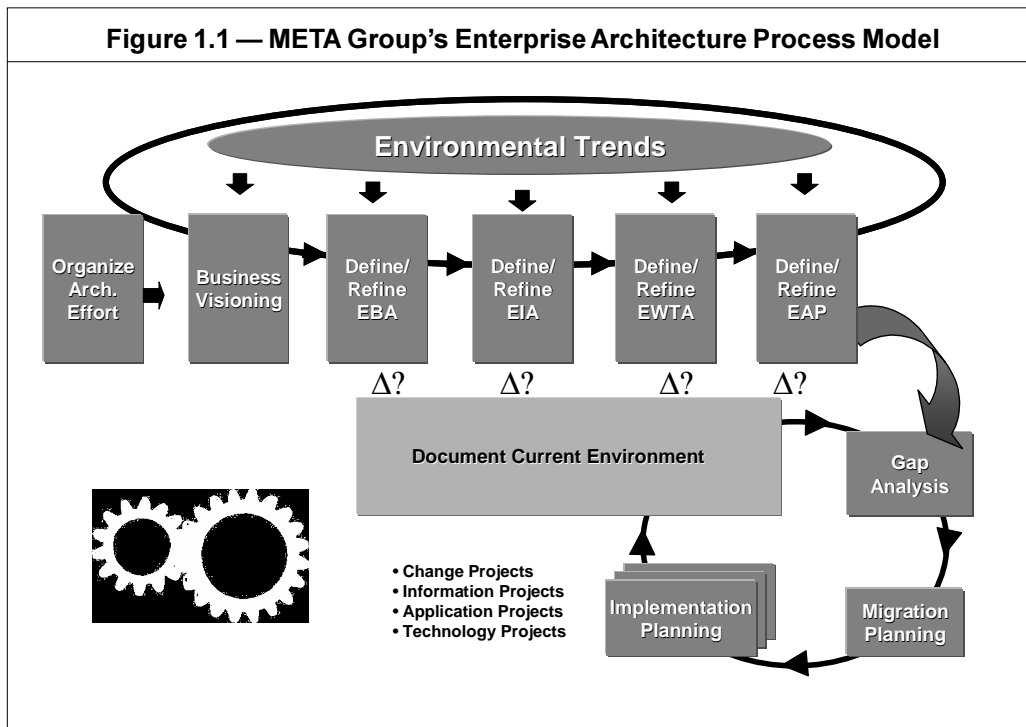 Figure 1.1 — META Group's Enterprise Architecture Process Model
Environmental Trends
Organize
Arch.
Effort
Business
Visioning
Define/
Refine
EBA
Define/
Refine
EIA
Define/
Refine
EWTA
Define/
Refine
EAP
Δ?
Δ?
Δ?
Δ?
Document Current Environment
Gap
Analysis
• Change Projects
• Information Projects
• Application Projects
• Technology Projects
Implementation
Planning
Migration
Planning